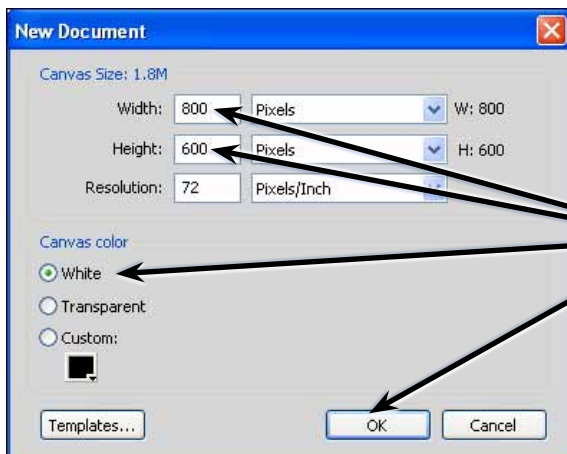 New Document
Canvas Size: 1.8M
Width: 800 Pixels W: 800
Height: 600 Pixels H: 600
Resolution: 72 Pixels/Inch
Canvas color
White
Transparent
Custom:
Templates... OK Cancel